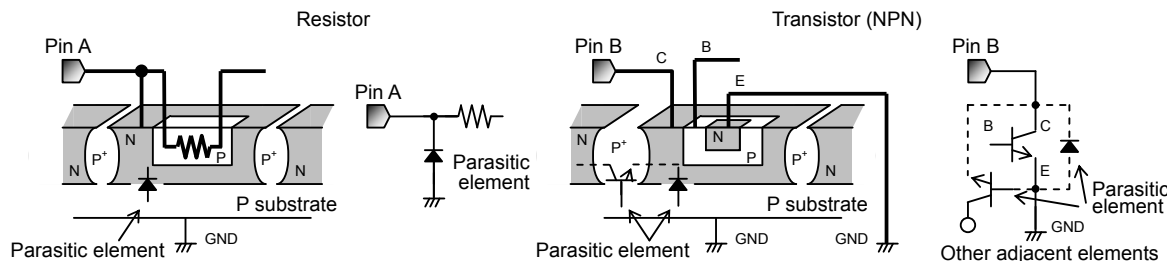 Resistor
Transistor (NPN)
Pin A
Pin A
Pin B
C
B
E
Pin B
N
P+
N
P
P+
N
Parasitic
element
N
P+
N
P
P+
N
B
C
E
P substrate
P substrate
Parasitic
element
Parasitic element
GND
Parasitic element
GND
GND
GND
Other adjacent elements